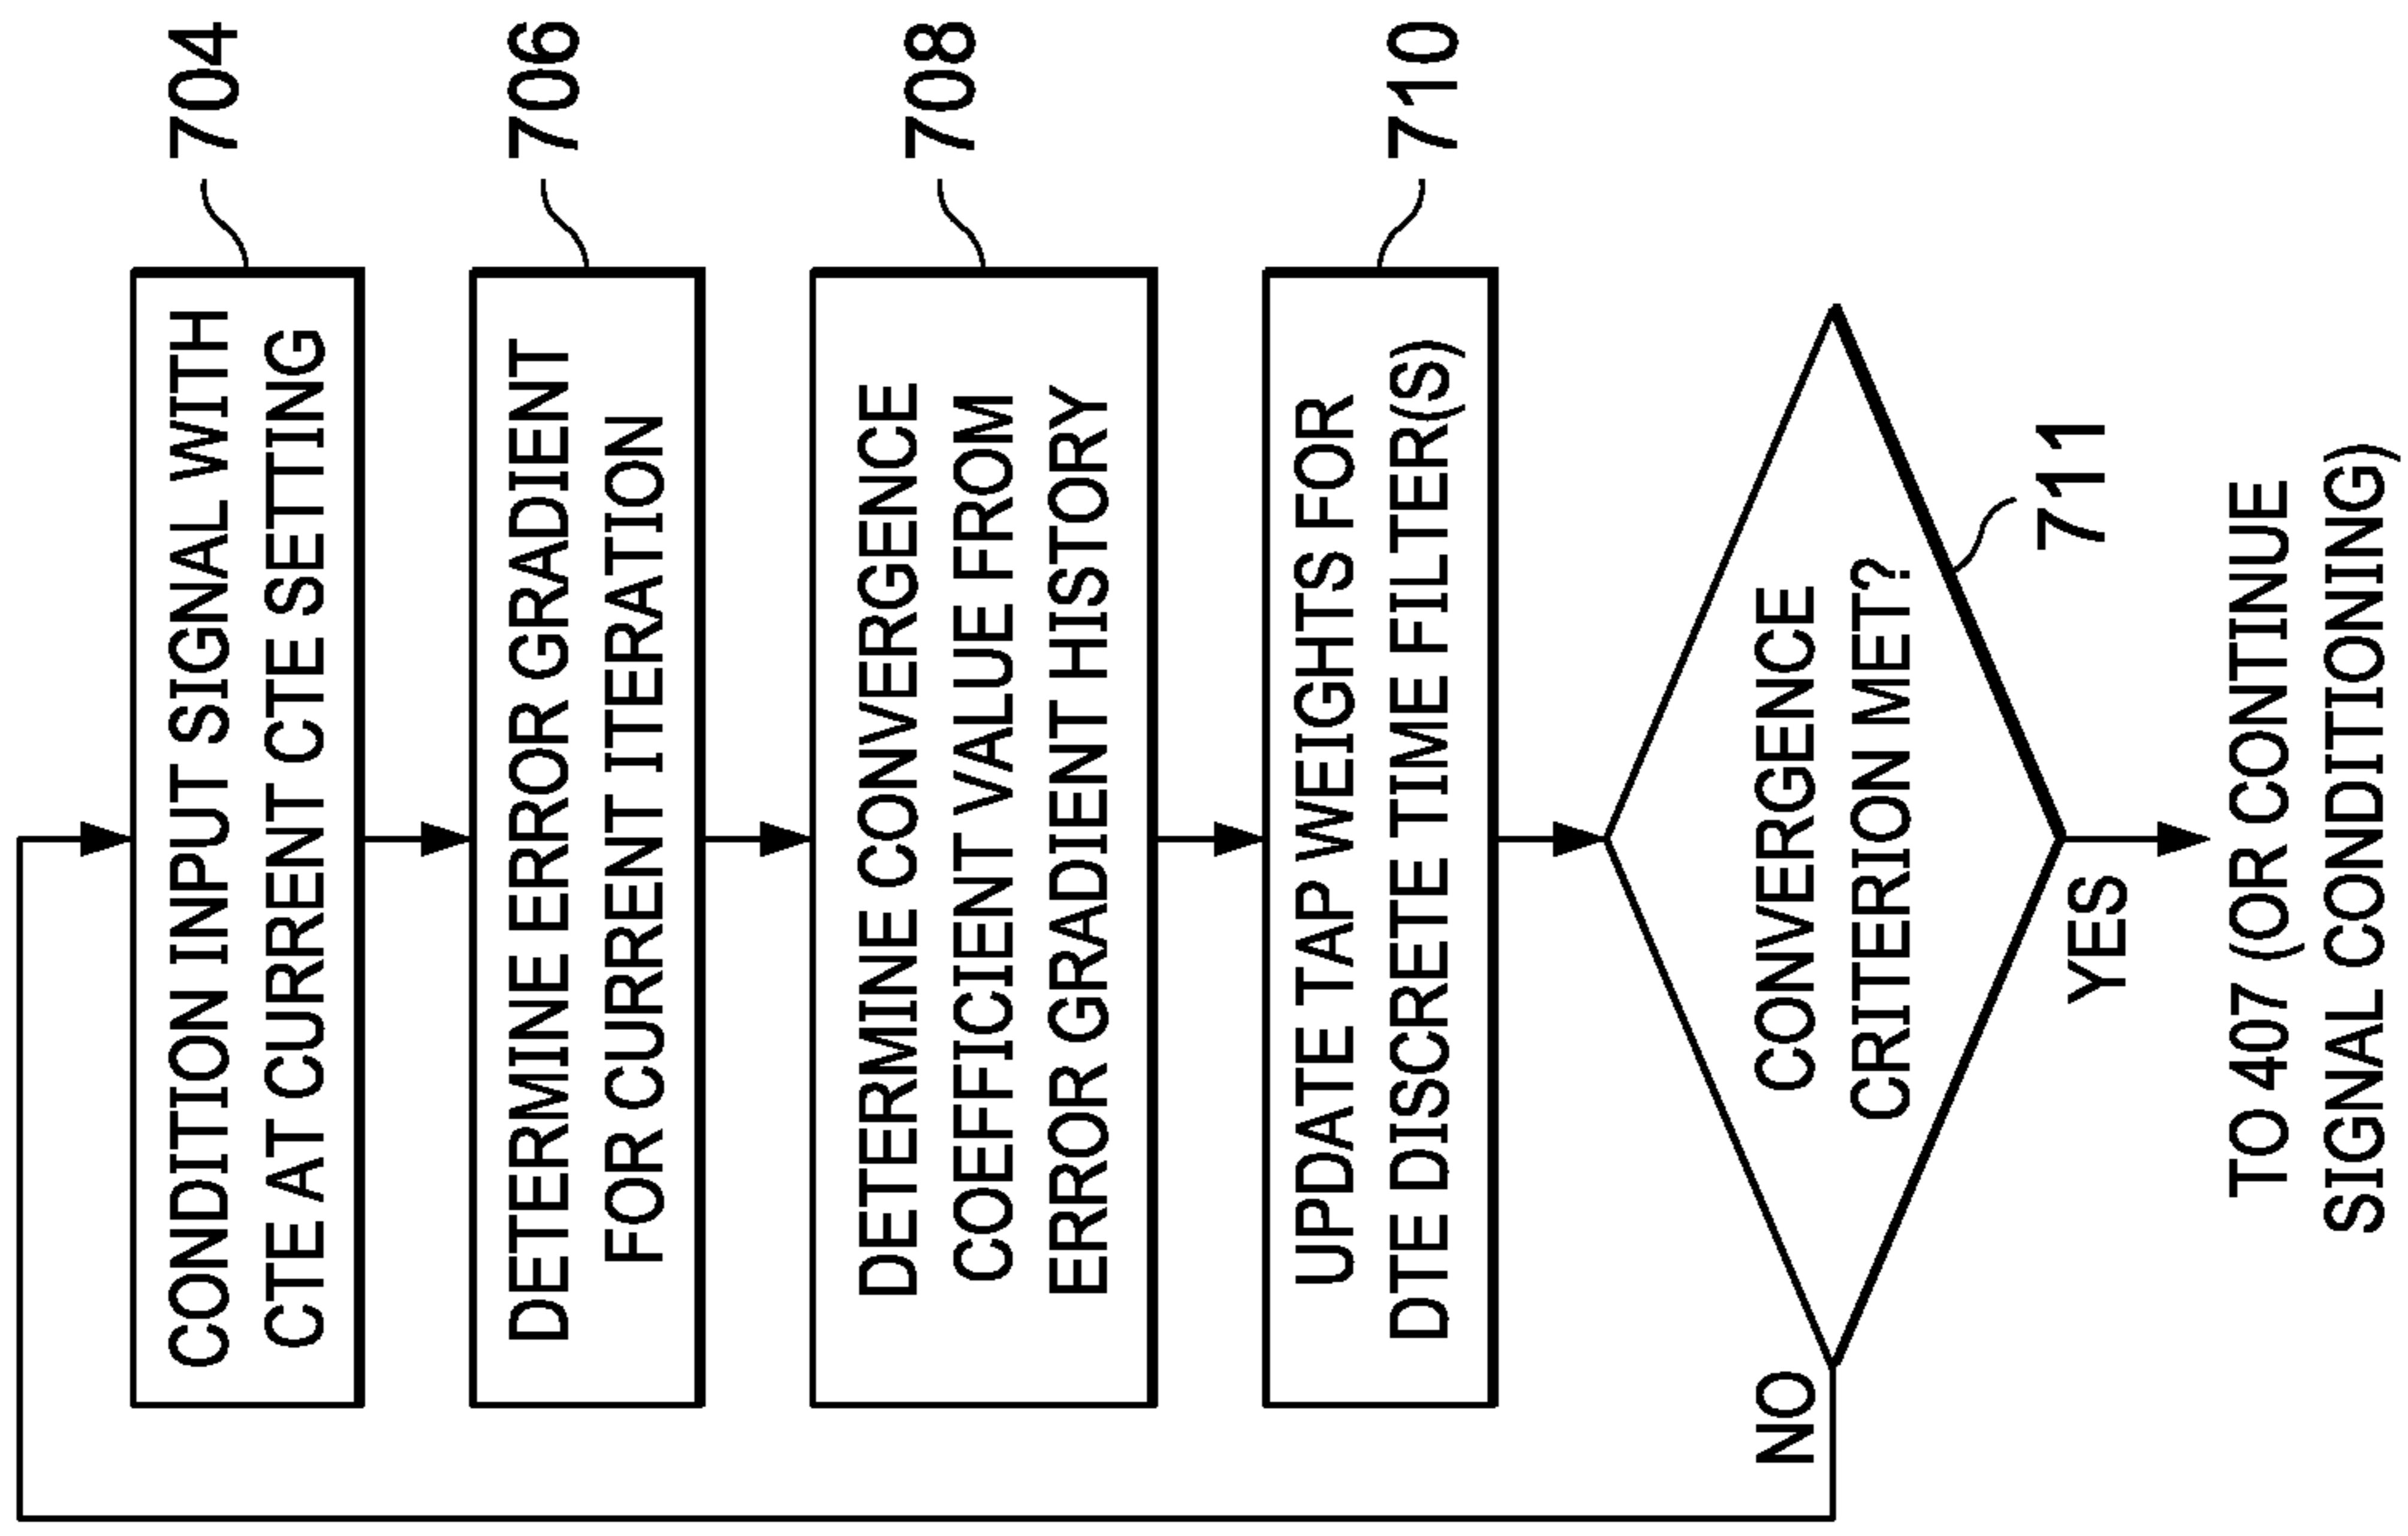 CONDITION INPUT SIGNAL WITH
CTE AT CURRENT CTE SETTING
704
DETERMINE ERROR GRADIENT
FOR CURRENT ITERATION
706
DETERMINE CONVERGENCE
COEFFICIENT VALUE FROM
ERROR GRADIENT HISTORY
708
UPDATE TAP WEIGHTS FOR
DTE DISCRETE TIME FILTER(S)
710
NO
CONVERGENCE
CRITERION MET?
711
YES
TO 407 (OR CONTINUE
SIGNAL CONDITIONING)